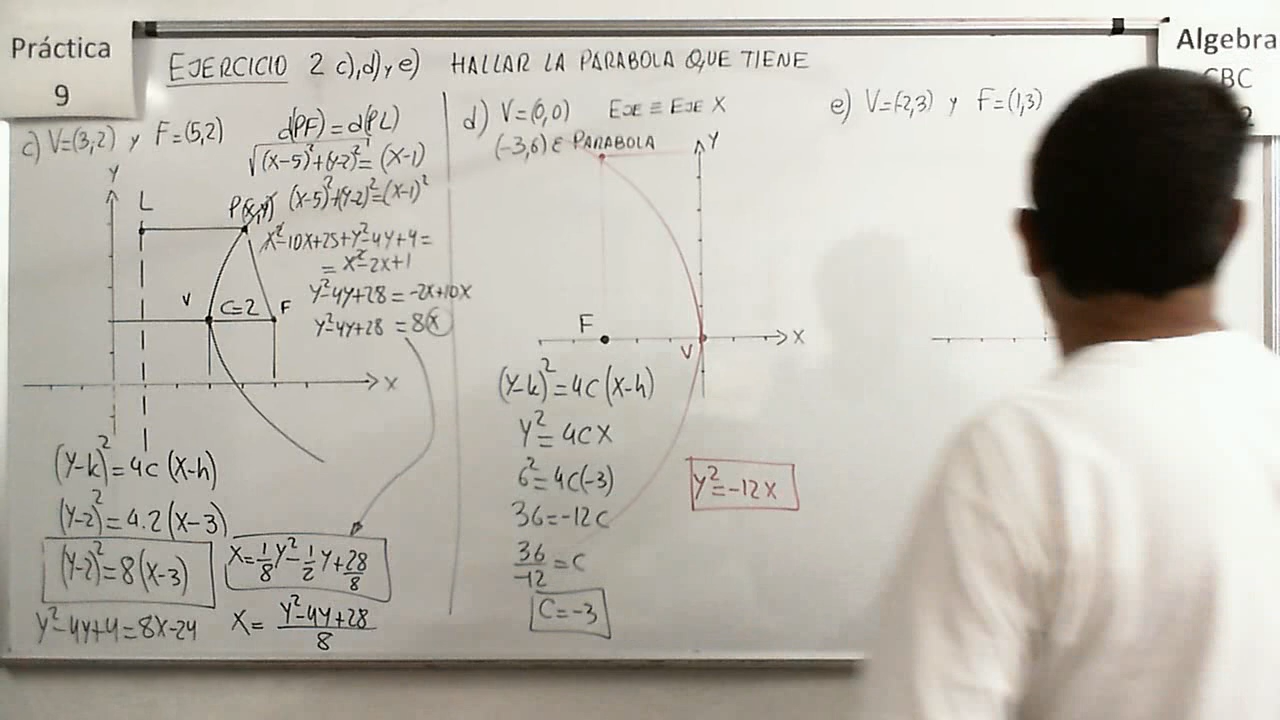 Práctica
9
Algebra
CBC
2
EJERCICIO 2 c), d) y e) HALLAR LA PARABOLA QUE TIENE
c) V=(3,2) y F=(5,2)
d(PF)=d(PL)
√(x-5)²+(y-2)² = (x-1)
(x-5)²+(y-2)²=(x-1)²
x²-10x+25+y²-4y+4=
= x²-2x+1
y²-4y+28 = -2x+10x
y²-4y+28 = 8x
Y
L
P(x,y)
V
C=2
F
X
(y-k)²=4c(x-h)
(y-2)²=4.2(x-3)
(y-2)²=8(x-3)
y²-4y+4=8x-24
x=1/8y²-1/2y+28/8
x= y²-4y+28/8
d) V=(0,0) EJE ≡ EJE X
(-3,6) ∈ PARABOLA
Y
F
V
X
(y-k)²=4c(x-h)
y²=4cx
6²=4c(-3)
36=-12c
36/-12=c
C=-3
y²=-12x
e) V=(-2,3) y F=(1,3)